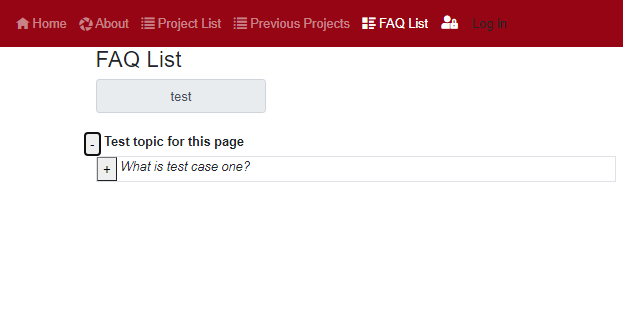 Home About Project List Previous Projects FAQ List Log in
FAQ List
test
- Test topic for this page
+ What is test case one?